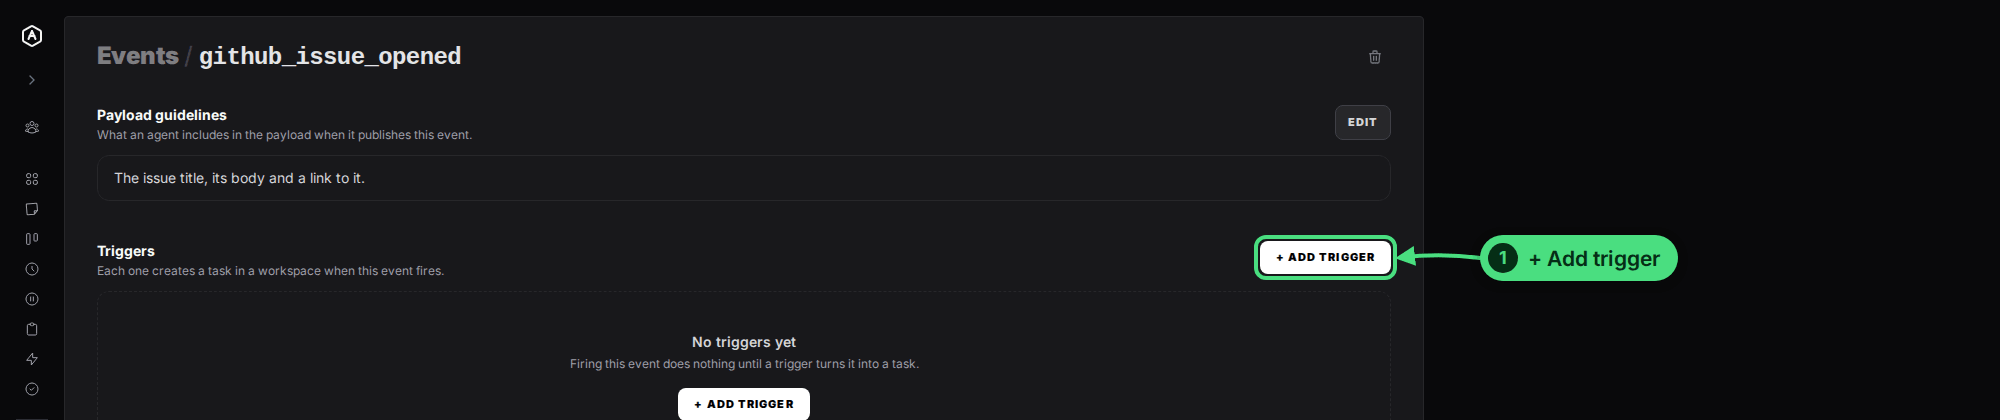 Events / github_issue_opened
Payload guidelines
What an agent includes in the payload when it publishes this event.
EDIT
The issue title, its body and a link to it.
Triggers
Each one creates a task in a workspace when this event fires.
+ ADD TRIGGER
1 + Add trigger
No triggers yet
Firing this event does nothing until a trigger turns it into a task.
+ ADD TRIGGER